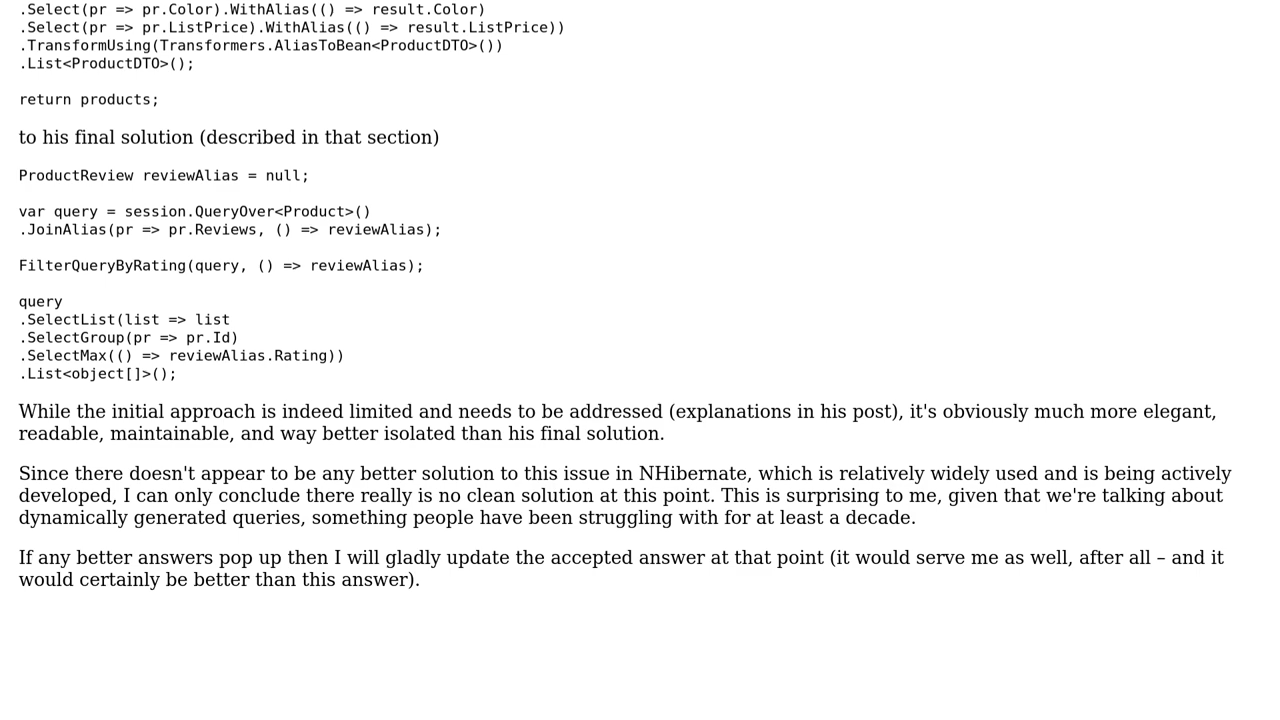 .Select(pr => pr.Color).WithAlias(() => result.Color)
.Select(pr => pr.ListPrice).WithAlias(() => result.ListPrice))
.TransformUsing(Transformers.AliasToBean<ProductDTO>())
.List<ProductDTO>();
return products;
to his final solution (described in that section)
ProductReview reviewAlias = null;
var query = session.QueryOver<Product>()
.JoinAlias(pr => pr.Reviews, () => reviewAlias);
FilterQueryByRating(query, () => reviewAlias);
query
.SelectList(list => list
.SelectGroup(pr => pr.Id)
.SelectMax(() => reviewAlias.Rating))
.List<object[]>();
While the initial approach is indeed limited and needs to be addressed (explanations in his post), it's obviously much more elegant,
readable, maintainable, and way better isolated than his final solution.
Since there doesn't appear to be any better solution to this issue in NHibernate, which is relatively widely used and is being actively
developed, I can only conclude there really is no clean solution at this point. This is surprising to me, given that we're talking about
dynamically generated queries, something people have been struggling with for at least a decade.
If any better answers pop up then I will gladly update the accepted answer at that point (it would serve me as well, after all – and it
would certainly be better than this answer).